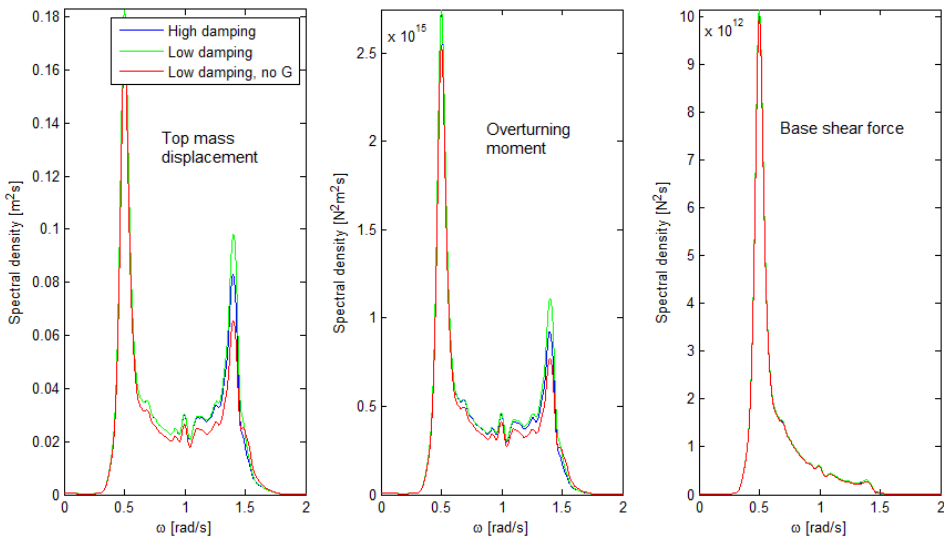 High damping
Low damping
Low damping, no G
Top mass
displacement
Spectral density [m²s]
0.18
0.16
0.14
0.12
0.1
0.08
0.06
0.04
0.02
0
0
0.5
1
1.5
2
ω [rad/s]
x 10¹⁵
Overturning
moment
Spectral density [N²m²s]
2.5
2
1.5
1
0.5
0
0
0.5
1
1.5
2
ω [rad/s]
x 10¹²
Base shear force
Spectral density [N²s]
10
9
8
7
6
5
4
3
2
1
0
0
0.5
1
1.5
2
ω [rad/s]